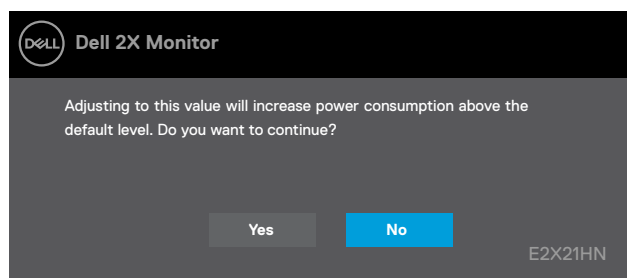 DELL Dell 2X Monitor
Adjusting to this value will increase power consumption above the
default level. Do you want to continue?
Yes No
E2X21HN